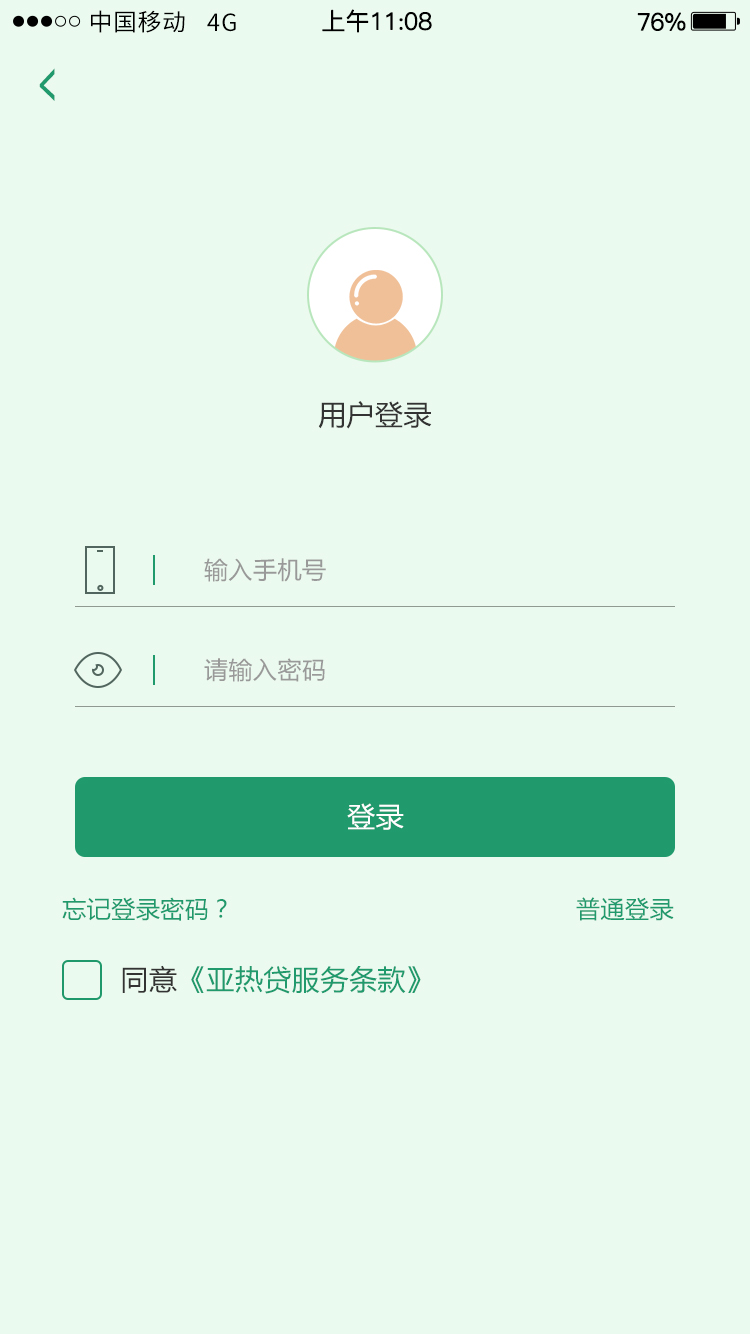 中国移动 4G 上午11:08 76%
用户登录
输入手机号
请输入密码
登录
忘记登录密码？ 普通登录
同意《亚热贷服务条款》